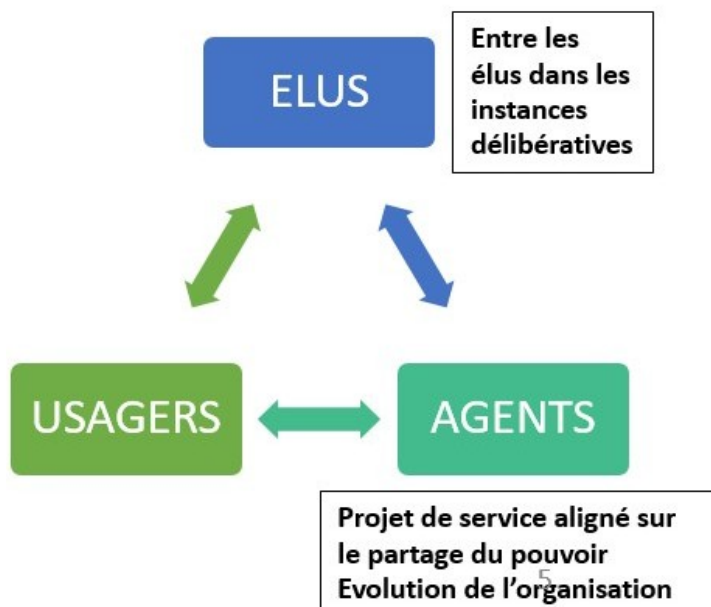 ELUS
Entre les
élus dans les
instances
délibératives
USAGERS
AGENTS
Projet de service aligné sur
le partage du pouvoir
Evolution de l'organisation
5